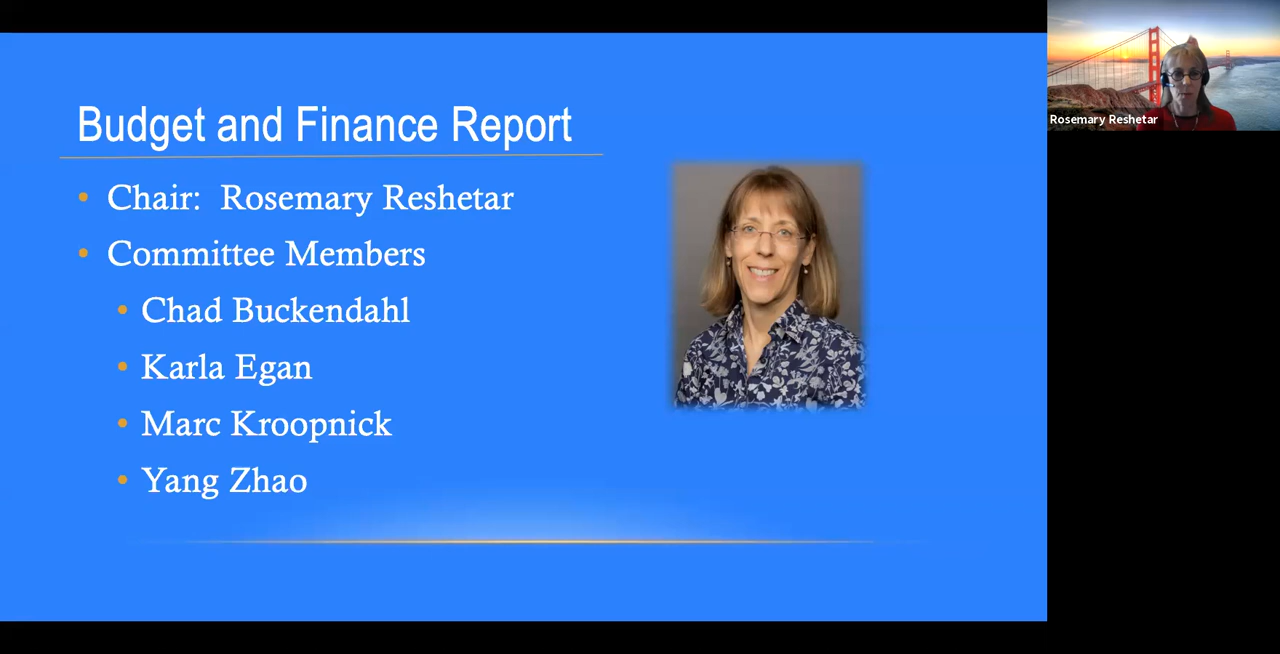 Budget and Finance Report
Chair: Rosemary Reshetar
Committee Members
Chad Buckendahl
Karla Egan
Marc Kroopnick
Yang Zhao
Rosemary Reshetar